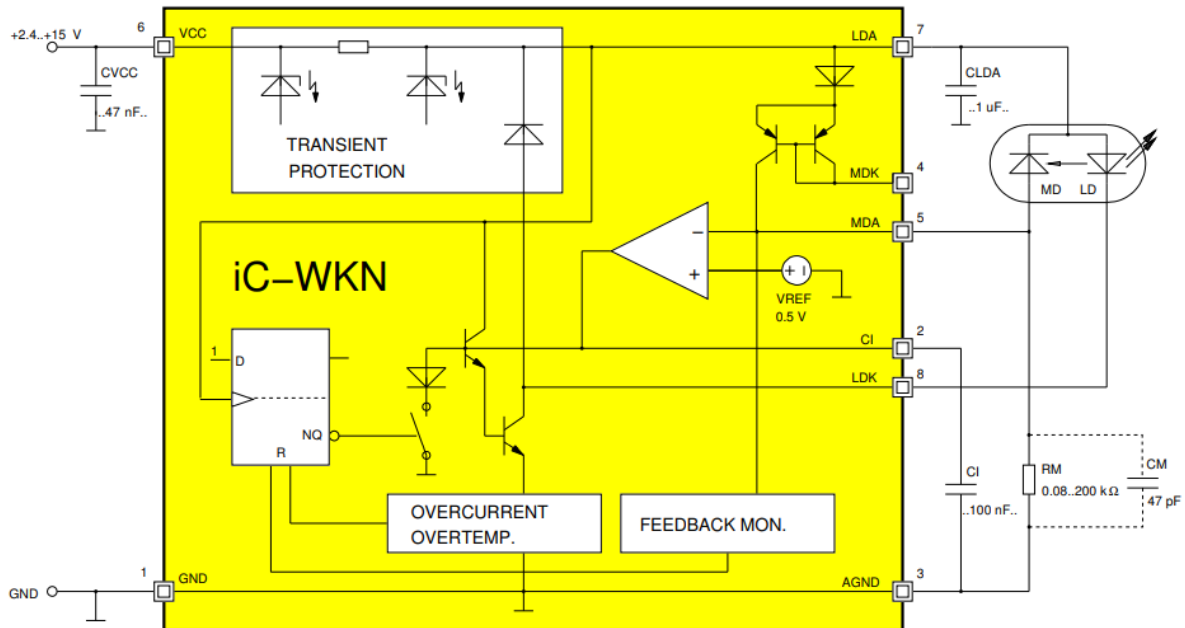 +2.4..+15 V
6
VCC
LDA
7
CVCC
..47 nF..
CLDA
..1 uF..
TRANSIENT
PROTECTION
MDK
4
MD
LD
MDA
5
iC–WKN
−
+
+ I
VREF
0.5 V
CI
2
1
D
LDK
8
NQ
R
CI
..100 nF..
RM
0.08..200 kΩ
CM
47 pF
OVERCURRENT
OVERTEMP.
FEEDBACK MON.
GND
1
GND
AGND
3